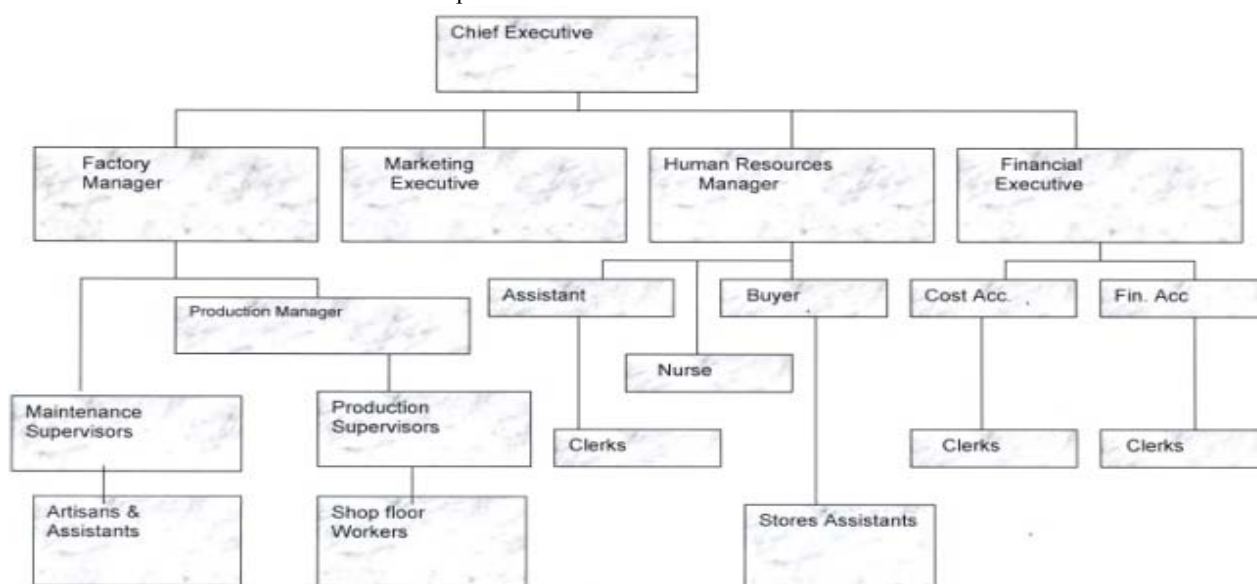 Chief Executive
Factory
Manager
Marketing
Executive
Human Resources
Manager
Financial
Executive
Assistant
Buyer
Cost Acc.
Fin. Acc
Production Manager
Nurse
Maintenance
Supervisors
Production
Supervisors
Clerks
Clerks
Clerks
Artisans &
Assistants
Shop floor
Workers
Stores Assistants